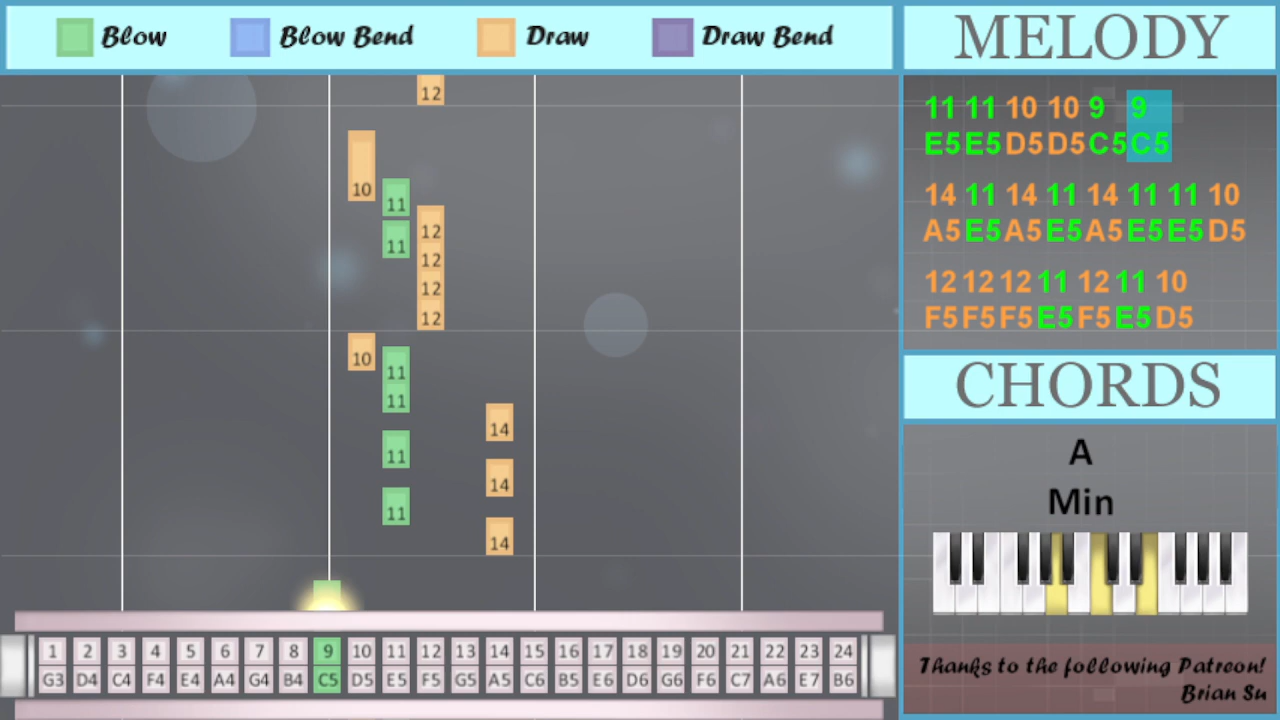 Blow Blow Bend Draw Draw Bend
MELODY
11 11 10 10 9 9
E5 E5 D5 D5 C5 C5
14 11 14 11 14 11 11 10
A5 E5 A5 E5 A5 E5 E5 D5
12 12 12 11 12 11 10
F5 F5 F5 E5 F5 E5 D5
CHORDS
A
Min
Thanks to the following Patreon!
Brian Su
12
10
11
12
11
12
12
12
10
11
11
14
11
14
11
14
1 2 3 4 5 6 7 8 9 10 11 12 13 14 15 16 17 18 19 20 21 22 23 24
G3 D4 C4 F4 E4 A4 G4 B4 C5 D5 E5 F5 G5 A5 C6 B5 E6 D6 G6 F6 C7 A6 E7 B6